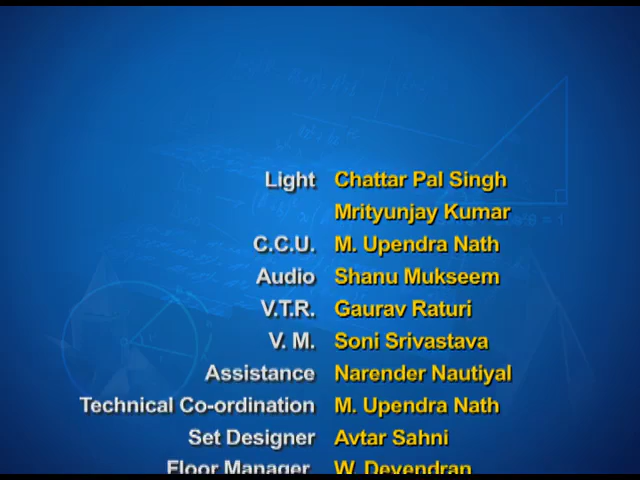 Light Chattar Pal Singh
Mrityunjay Kumar
C.C.U. M. Upendra Nath
Audio Shanu Mukseem
V.T.R. Gaurav Raturi
V. M. Soni Srivastava
Assistance Narender Nautiyal
Technical Co-ordination M. Upendra Nath
Set Designer Avtar Sahni
Floor Manager. W. Devendran